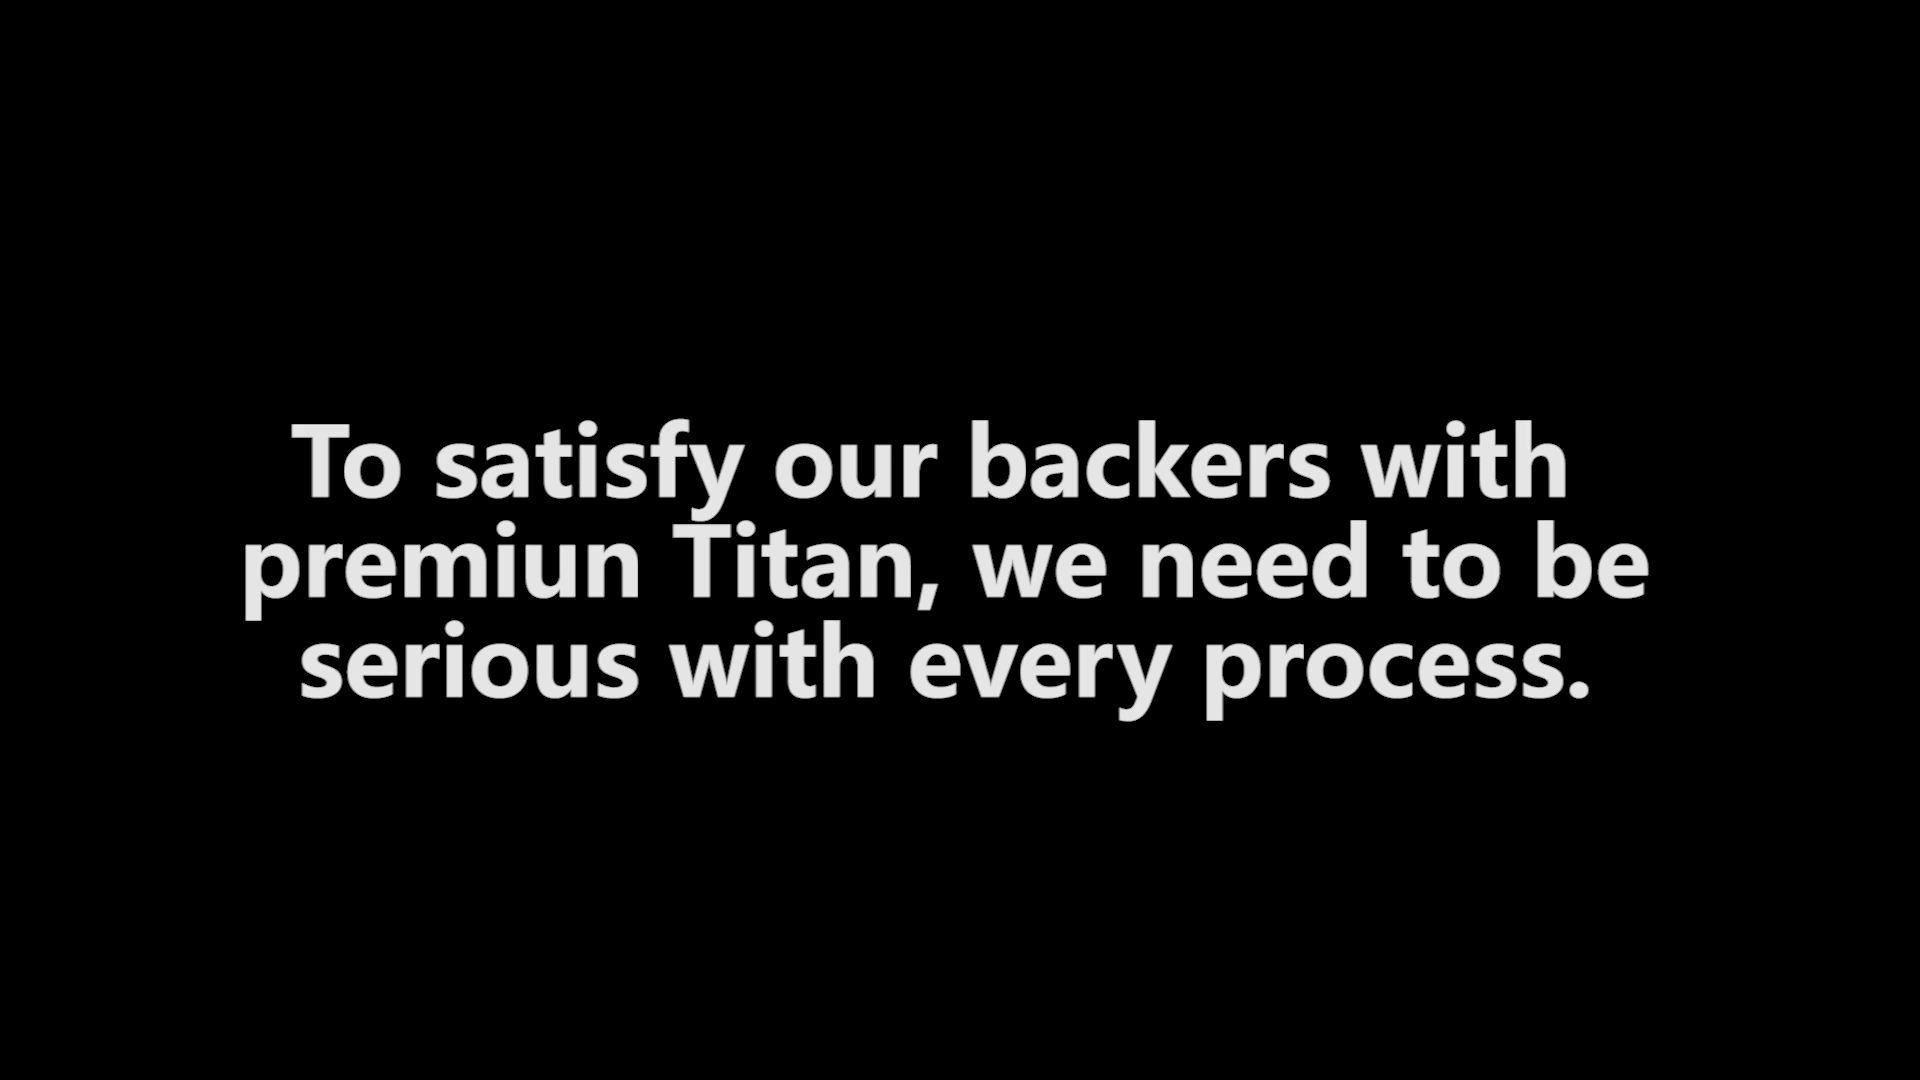 To satisfy our backers with
premiun Titan, we need to be
serious with every process.